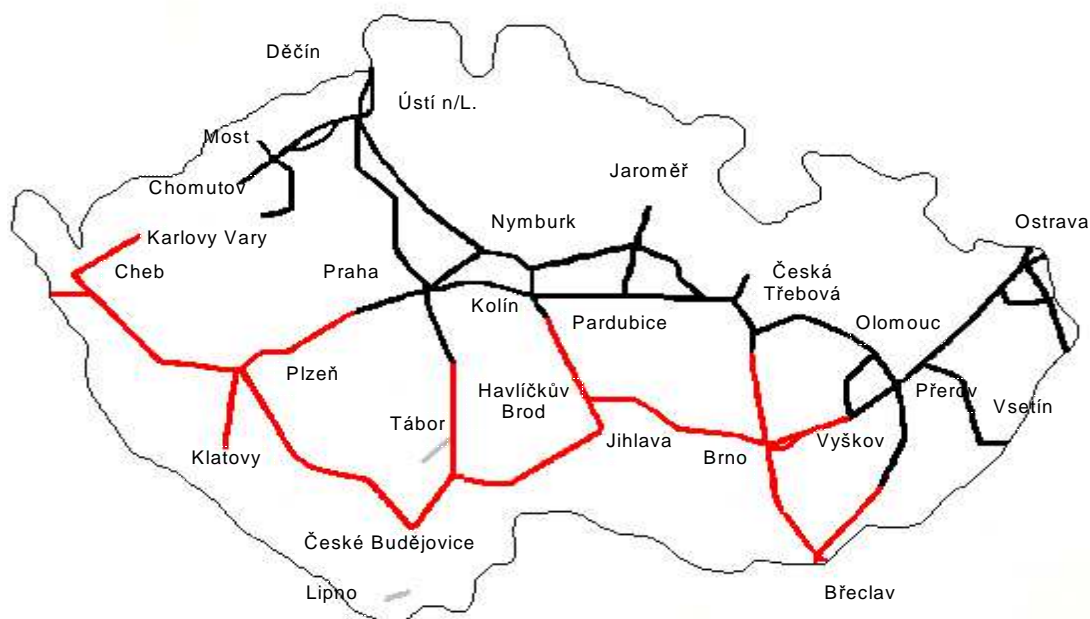 Děčín
Ústí n/L.
Most
Chomutov
Jaroměř
Karlovy Vary
Nymburk
Ostrava
Cheb
Praha
Česká
Třebová
Kolín
Pardubice
Olomouc
Plzeň
Havlíčkův
Brod
Přerov
Vsetín
Tábor
Klatovy
Jihlava
Brno
Vyškov
České Budějovice
Lipno
Břeclav